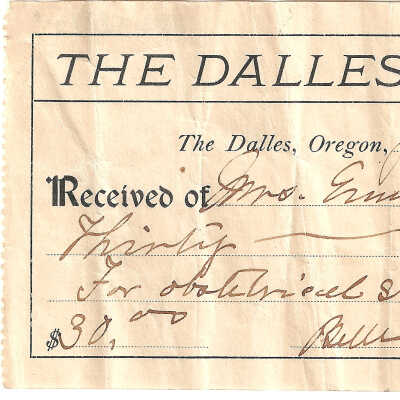 THE DALLES
The Dalles, Oregon,
Received of Mrs.
Thirty
For obstetrical
$30.00